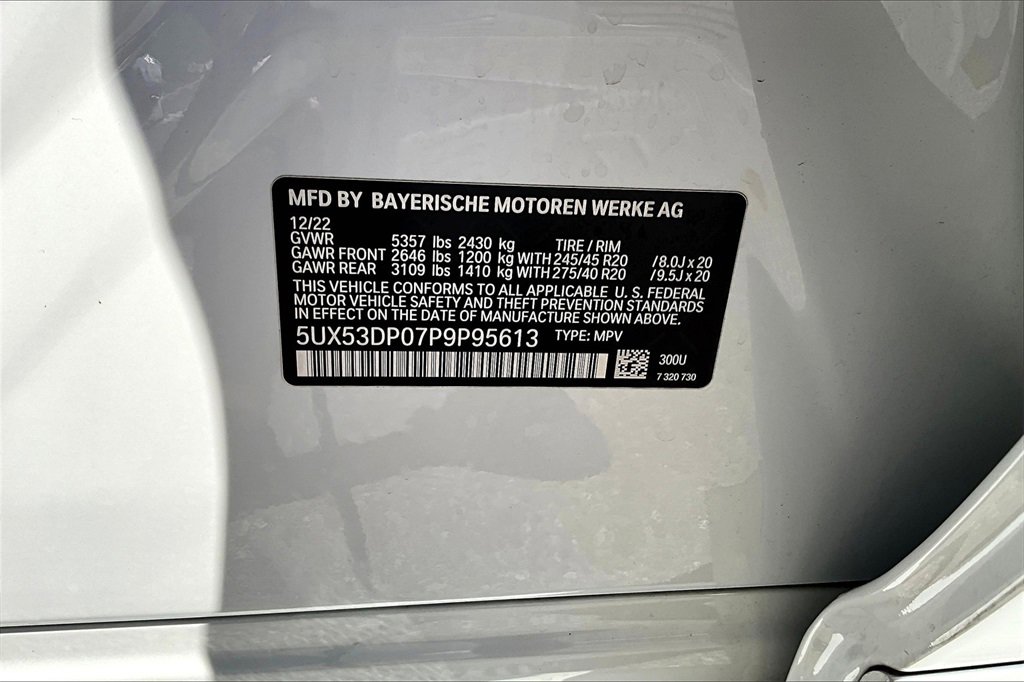 MFD BY BAYERISCHE MOTOREN WERKE AG
12/22
GVWR 5357 lbs 2430 kg TIRE / RIM
GAWR FRONT 2646 lbs 1200 kg WITH 245/45 R20 / 8.0J x 20
GAWR REAR 3109 lbs 1410 kg WITH 275/40 R20 / 9.5J x 20
THIS VEHICLE CONFORMS TO ALL APPLICABLE U. S. FEDERAL
MOTOR VEHICLE SAFETY AND THEFT PREVENTION STANDARDS
IN EFFECT ON THE DATE OF MANUFACTURE SHOWN ABOVE.
5UX53DP07P9P95613 TYPE: MPV
300U
7 320 730